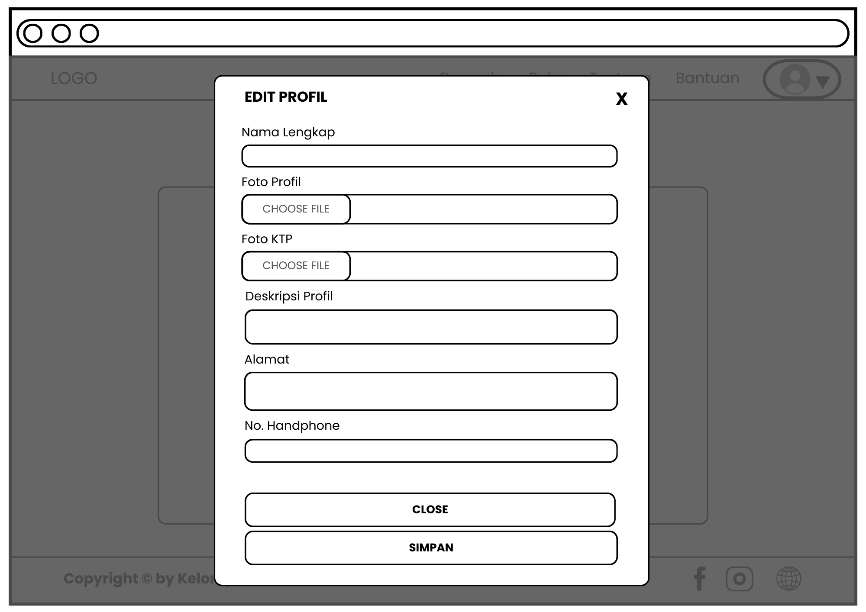 LOGO
Bantuan
EDIT PROFIL
X
Nama Lengkap
Foto Profil
CHOOSE FILE
Foto KTP
CHOOSE FILE
Deskripsi Profil
Alamat
No. Handphone
CLOSE
SIMPAN
Copyright © by Kelo